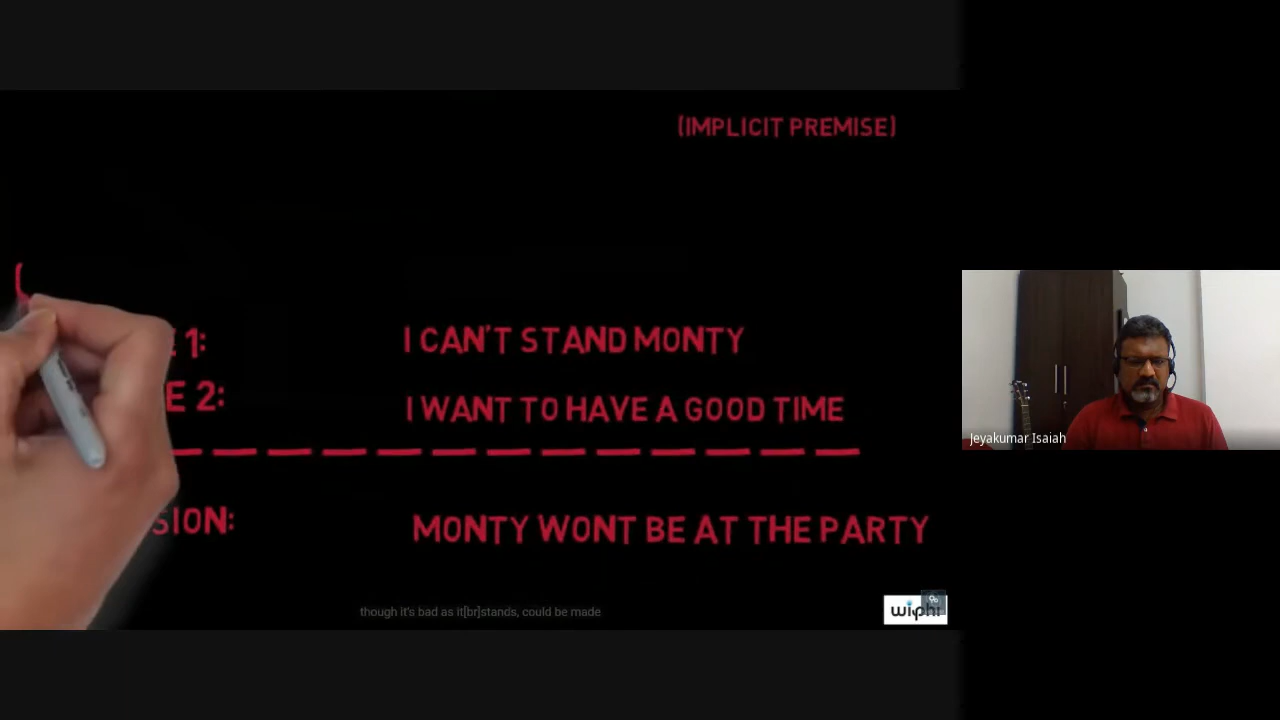 (IMPLICIT PREMISE)
1: I CAN'T STAND MONTY
E 2: I WANT TO HAVE A GOOD TIME
SION: MONTY WONT BE AT THE PARTY
though it's bad as it[br]stands, could be made
wiphi
Jeyakumar Isaiah